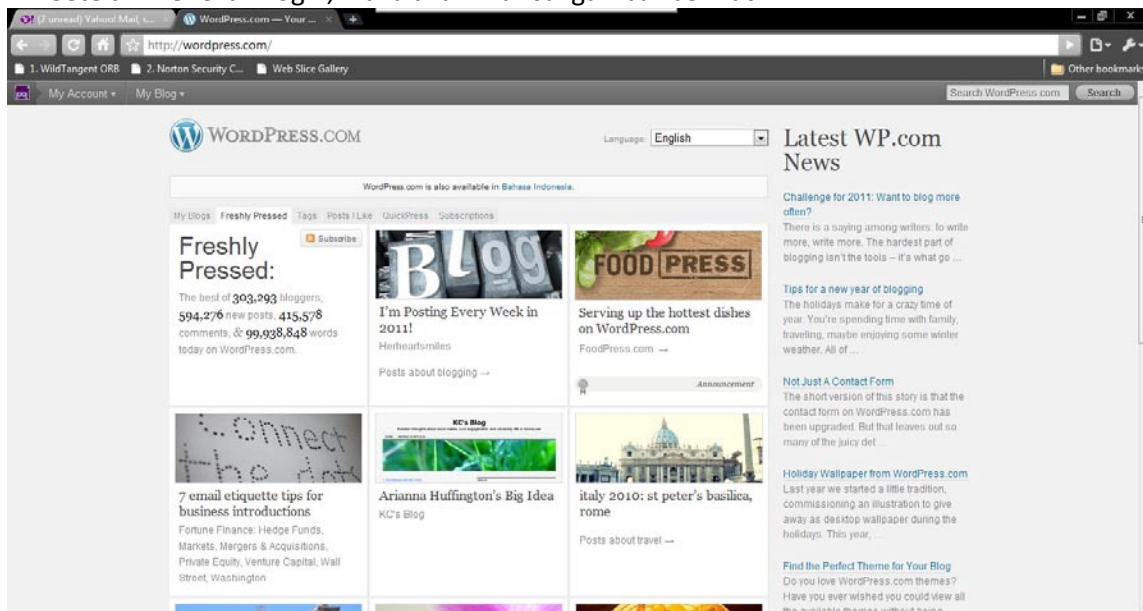 (7 unread) Yahoo! Mail,
WordPress.com — Your ...
http://wordpress.com/
1. WildTangent ORB
2. Norton Security C...
Web Slice Gallery
Other bookmark
My Account
My Blog
Search WordPress.com
Search
WORDPRESS.COM
Language:
English
WordPress.com is also available in Bahasa Indonesia.
My Blogs
Freshly Pressed
Tags
Posts I Like
QuickPress
Subscriptions
Freshly
Pressed:
Subscribe
The best of 303,293 bloggers,
594,276 new posts, 415,578
comments, & 99,938,848 words
today on WordPress.com.
Blog
I'm Posting Every Week in
2011!
Herheartsmiles
Posts about blogging →
FOOD PRESS
Serving up the hottest dishes
on WordPress.com
FoodPress.com →
Announcement
Connect
the dots
7 email etiquette tips for
business introductions
Fortune Finance: Hedge Funds,
Markets, Mergers & Acquisitions,
Private Equity, Venture Capital, Wall
Street, Washington
KC's Blog
Arianna Huffington's Big Idea
KC's Blog
italy 2010: st peter's basilica,
rome
Posts about travel →
Latest WP.com
News
Challenge for 2011: Want to blog more
often?
There is a saying among writers: to write
more, write more. The hardest part of
blogging isn't the tools – it's what go ...
Tips for a new year of blogging
The holidays make for a crazy time of
year. You're spending time with family,
traveling, maybe enjoying some winter
weather. All of ...
Not Just A Contact Form
The short version of this story is that the
contact form on WordPress.com has
been upgraded. But that leaves out so
many of the juicy det ...
Holiday Wallpaper from WordPress.com
Last year we started a little tradition,
commissioning an illustration to give
away as desktop wallpaper during the
holidays. This year, ...
Find the Perfect Theme for Your Blog
Do you love WordPress.com themes?
Have you ever wished you could view all
the available themes without being